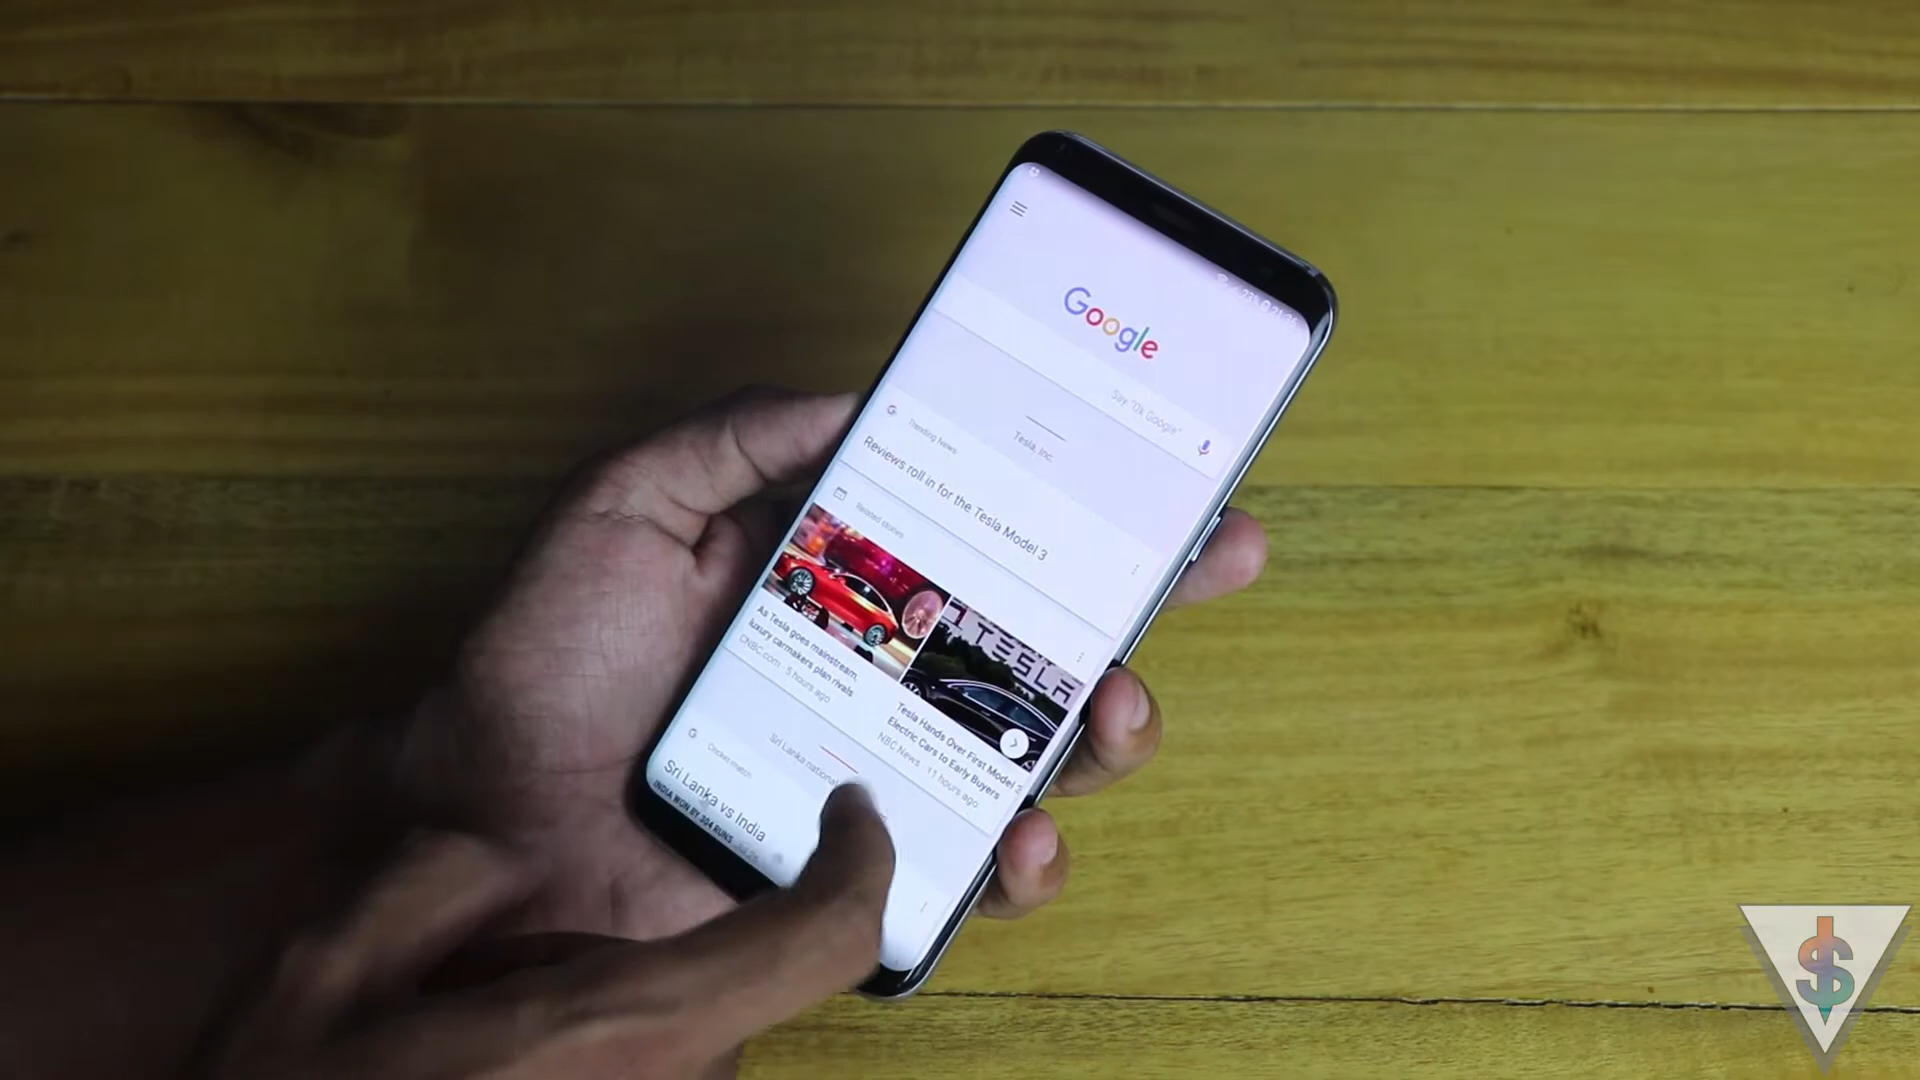 Google
Say "Ok Google"
Tesla, Inc.
Trending News
Reviews roll in for the Tesla Model 3
Related stories
TESLA
As Tesla goes mainstream,
luxury carmakers plan rivals
CNBC.com · 5 hours ago
Tesla Hands Over First Model 3
Electric Cars to Early Buyers
NBC News · 11 hours ago
Sri Lanka national
Cricket match
Sri Lanka vs India
INDIA WON BY 304 RUNS